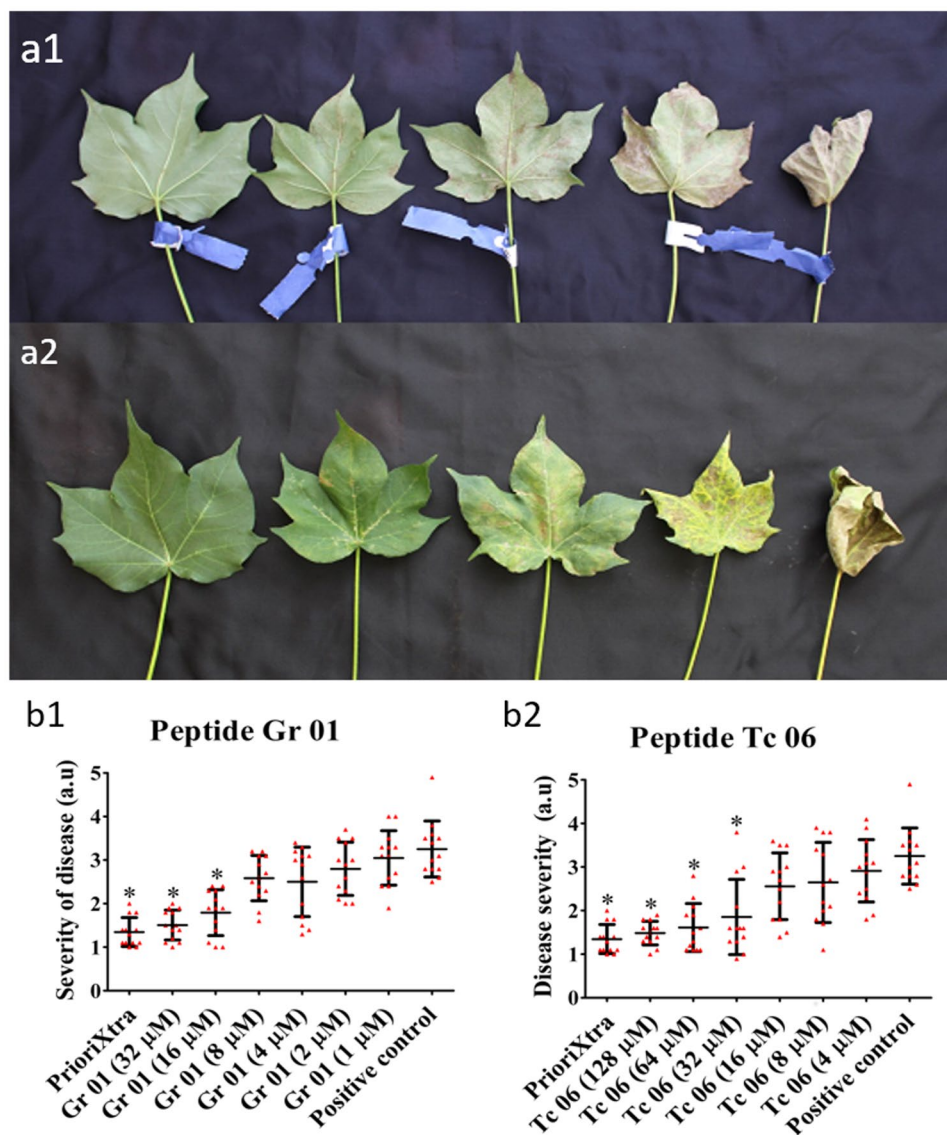 a1
a2
b1
Peptide Gr 01
Severity of disease (a.u)
5
4
3
2
1
0
*
*
*
PrioriXtra
Gr 01 (32 µM)
Gr 01 (16 µM)
Gr 01 (8 µM)
Gr 01 (4 µM)
Gr 01 (2 µM)
Gr 01 (1 µM)
Positive control
b2
Peptide Tc 06
Disease severity (a.u)
5
4
3
2
1
0
*
*
*
*
PrioriXtra
Tc 06 (128 µM)
Tc 06 (64 µM)
Tc 06 (32 µM)
Tc 06 (16 µM)
Tc 06 (8 µM)
Tc 06 (4 µM)
Positive control